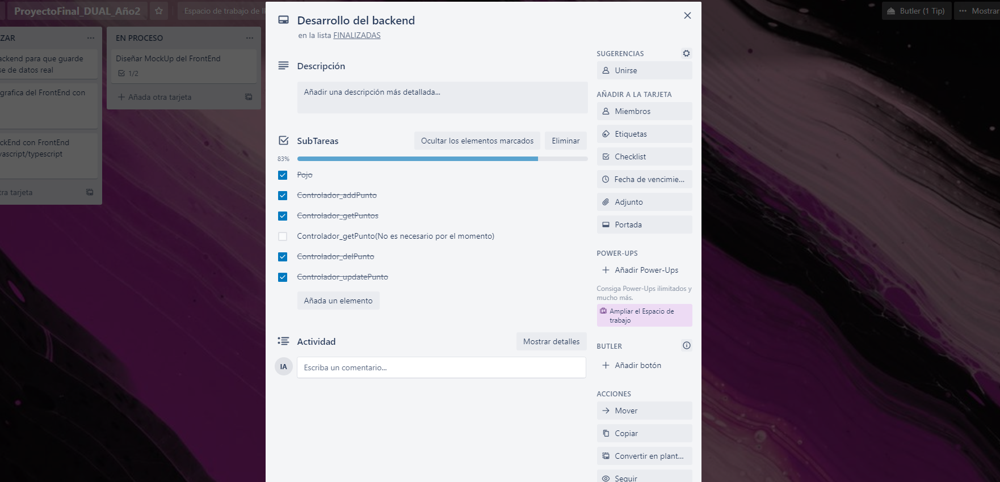 ProyectoFinal_DUAL_Año2
Espacio de trabajo de
Butler (1 Tip)
Mostrar
ZAR
ackend para que guarde
se de datos real
grafica del FrontEnd con
ckEnd con FrontEnd
vascript/typescript
tra tarjeta
EN PROCESO
Diseñar MockUp del FrontEnd
1/2
Añada otra tarjeta
Desarrollo del backend
en la lista FINALIZADAS
Descripción
Añadir una descripción más detallada...
SubTareas
Ocultar los elementos marcados
Eliminar
83%
Pojo
Controlador_addPunto
Controlador_getPuntos
Controlador_getPunto(No es necesario por el momento)
Controlador_delPunto
Controlador_updatePunto
Añada un elemento
Actividad
Mostrar detalles
IA
Escriba un comentario...
SUGERENCIAS
Unirse
AÑADIR A LA TARJETA
Miembros
Etiquetas
Checklist
Fecha de vencimie...
Adjunto
Portada
POWER-UPS
Añadir Power-Ups
Consiga Power-Ups ilimitados y
mucho más.
Ampliar el Espacio de
trabajo
BUTLER
Añadir botón
ACCIONES
Mover
Copiar
Convertir en plant...
Seguir